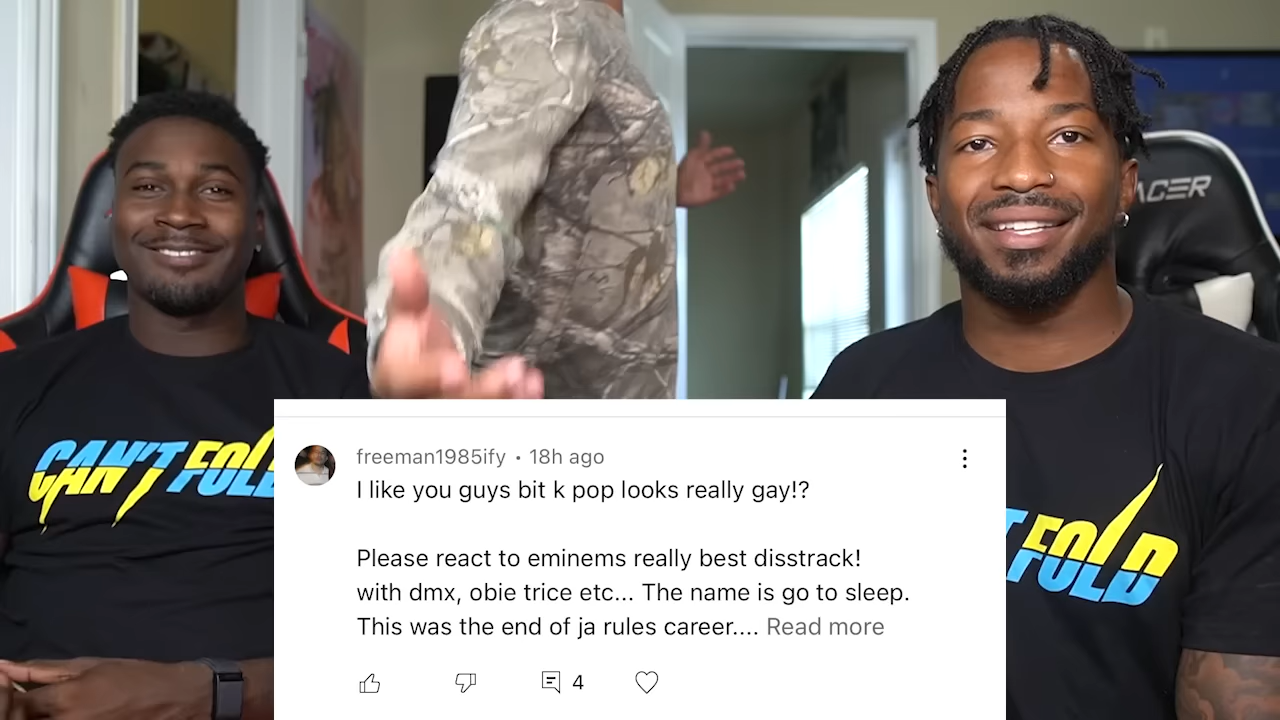 ACER
CAN'T FOL
FOLD
freeman1985ify • 18h ago
I like you guys bit k pop looks really gay!?
Please react to eminems really best disstrack!
with dmx, obie trice etc... The name is go to sleep.
This was the end of ja rules career.... Read more
4